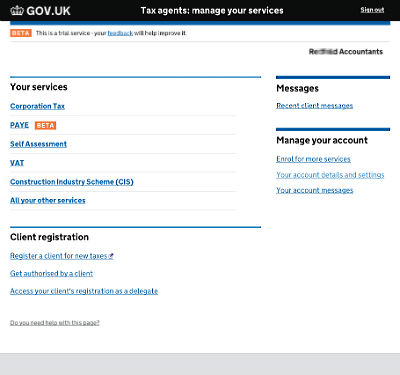 GOV.UK
Tax agents: manage your services
Sign out
BETA This is a trial service - your feedback will help improve it.
Accountants
Your services
Corporation Tax
PAYE BETA
Self Assessment
VAT
Construction Industry Scheme (CIS)
All your other services
Messages
Recent client messages
Manage your account
Enrol for more services
Your account details and settings
Your account messages
Client registration
Register a client for new taxes
Get authorised by a client
Access your client's registration as a delegate
Do you need help with this page?